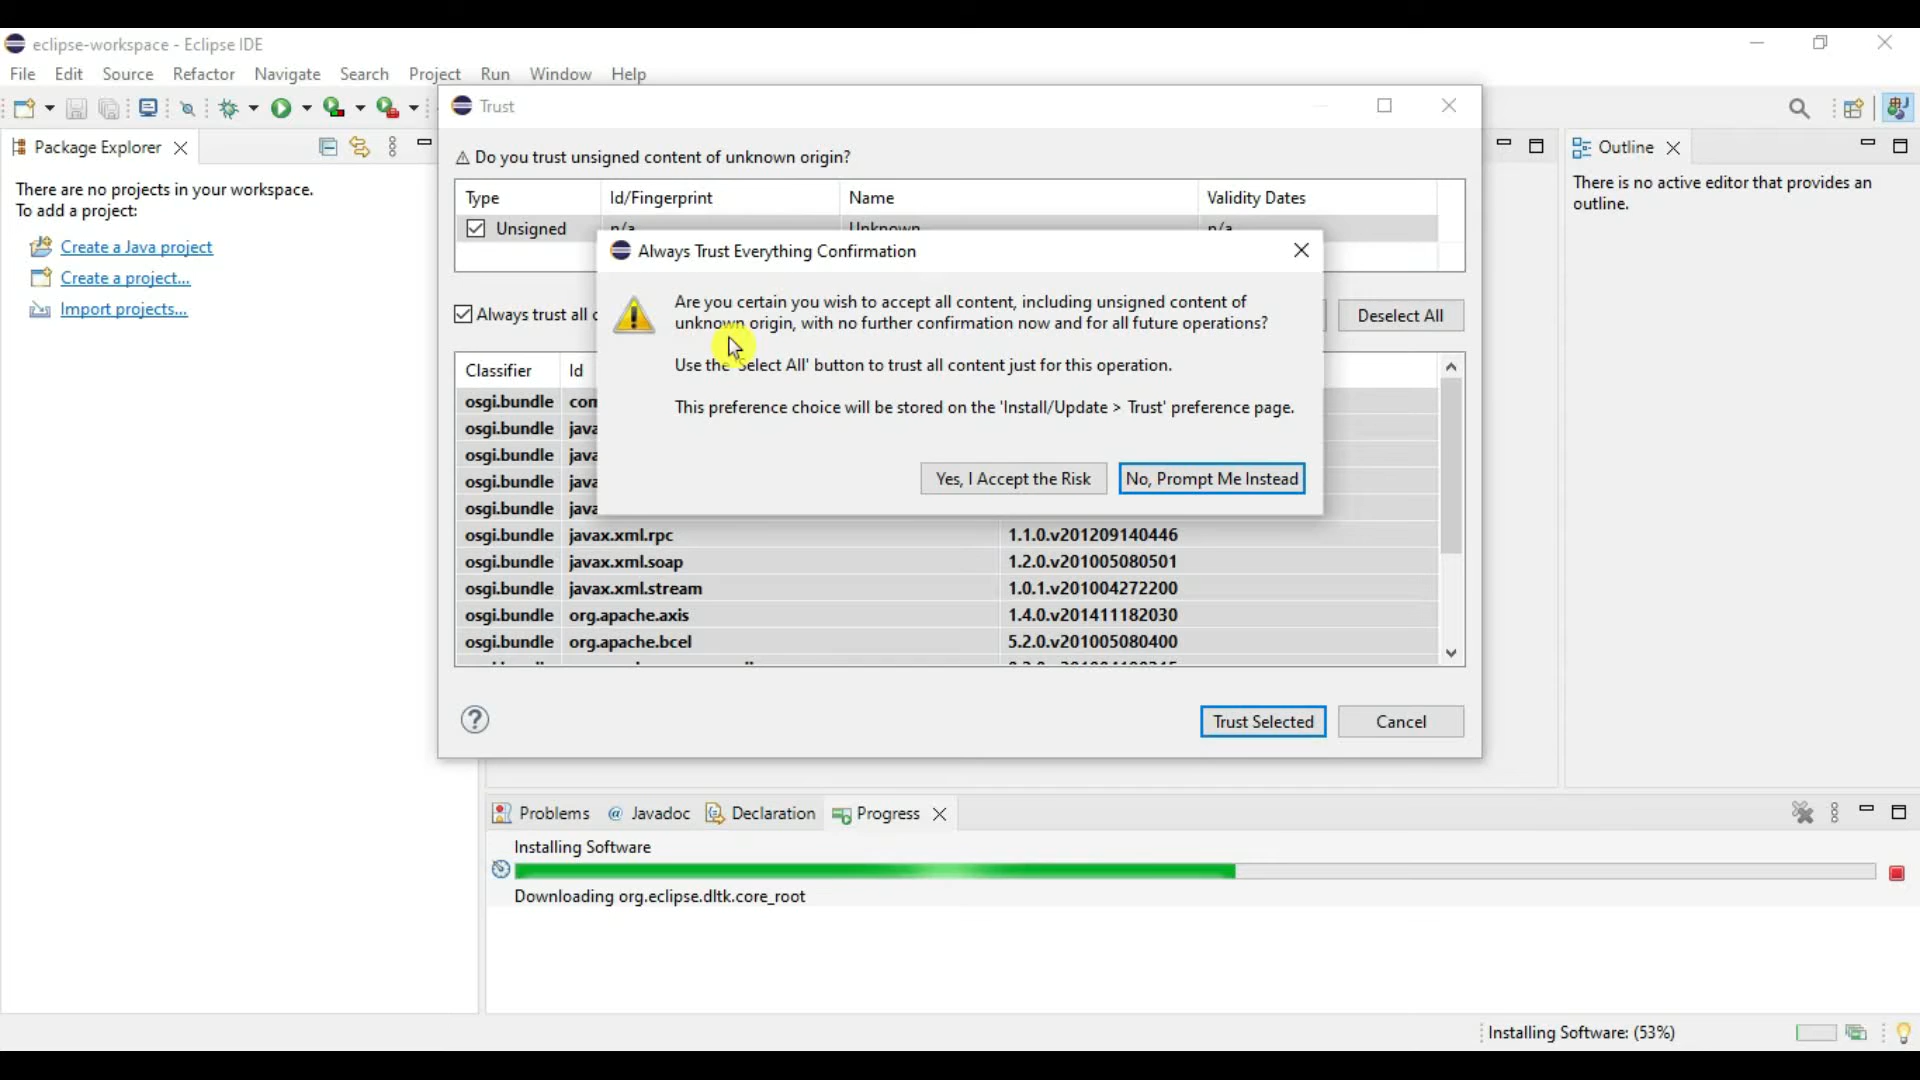 eclipse-workspace - Eclipse IDE
File Edit Source Refactor Navigate Search Project Run Window Help
Package Explorer
There are no projects in your workspace.
To add a project:
Create a Java project
Create a project...
Import projects...
Trust
Do you trust unsigned content of unknown origin?
Type Id/Fingerprint Name Validity Dates
Unsigned n/a Unknown n/a
Always trust all
Deselect All
Always Trust Everything Confirmation
Are you certain you wish to accept all content, including unsigned content of
unknown origin, with no further confirmation now and for all future operations?
Use the 'Select All' button to trust all content just for this operation.
This preference choice will be stored on the 'Install/Update > Trust' preference page.
Yes, I Accept the Risk No, Prompt Me Instead
Classifier Id
osgi.bundle com
osgi.bundle java
osgi.bundle java
osgi.bundle java
osgi.bundle java
osgi.bundle javax.xml.rpc 1.1.0.v201209140446
osgi.bundle javax.xml.soap 1.2.0.v201005080501
osgi.bundle javax.xml.stream 1.0.1.v201004272200
osgi.bundle org.apache.axis 1.4.0.v201411182030
osgi.bundle org.apache.bcel 5.2.0.v201005080400
Trust Selected Cancel
Outline
There is no active editor that provides an
outline.
Problems @ Javadoc Declaration Progress
Installing Software
Downloading org.eclipse.dltk.core_root
Installing Software: (53%)